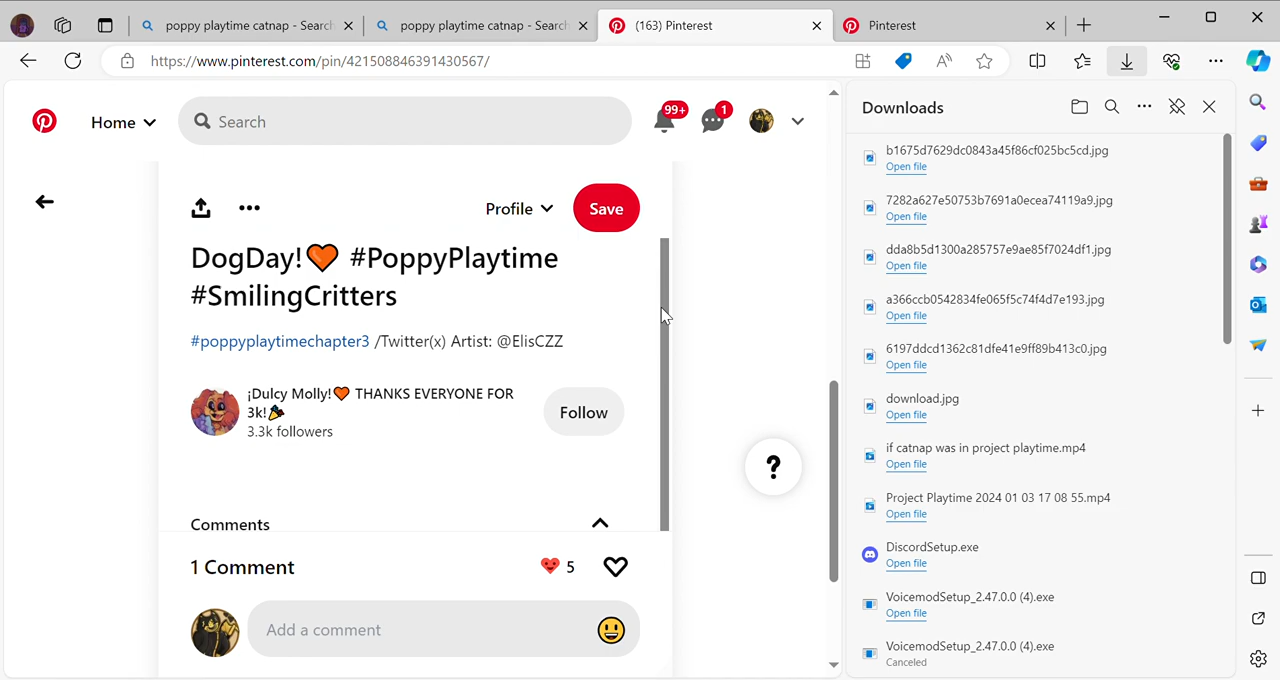 poppy playtime catnap - Search
poppy playtime catnap - Search
(163) Pinterest
Pinterest
https://www.pinterest.com/pin/421508846391430567/
Home
Search
99+
1
Profile
Save
DogDay!🧡 #PoppyPlaytime
#SmilingCritters
#poppyplaytimechapter3 /Twitter(x) Artist: @ElisCZZ
¡Dulcy Molly!🧡 THANKS EVERYONE FOR
3k!🎉
3.3k followers
Follow
?
Comments
1 Comment
5
Add a comment
Downloads
b1675d7629dc0843a45f86cf025bc5cd.jpg
Open file
7282a627e50753b7691a0ecea74119a9.jpg
Open file
dda8b5d1300a285757e9ae85f7024df1.jpg
Open file
a366ccb0542834fe065f5c74f4d7e193.jpg
Open file
6197ddcd1362c81dfe41e9ff89b413c0.jpg
Open file
download.jpg
Open file
if catnap was in project playtime.mp4
Open file
Project Playtime 2024 01 03 17 08 55.mp4
Open file
DiscordSetup.exe
Open file
VoicemodSetup_2.47.0.0 (4).exe
Open file
VoicemodSetup_2.47.0.0 (4).exe
Canceled